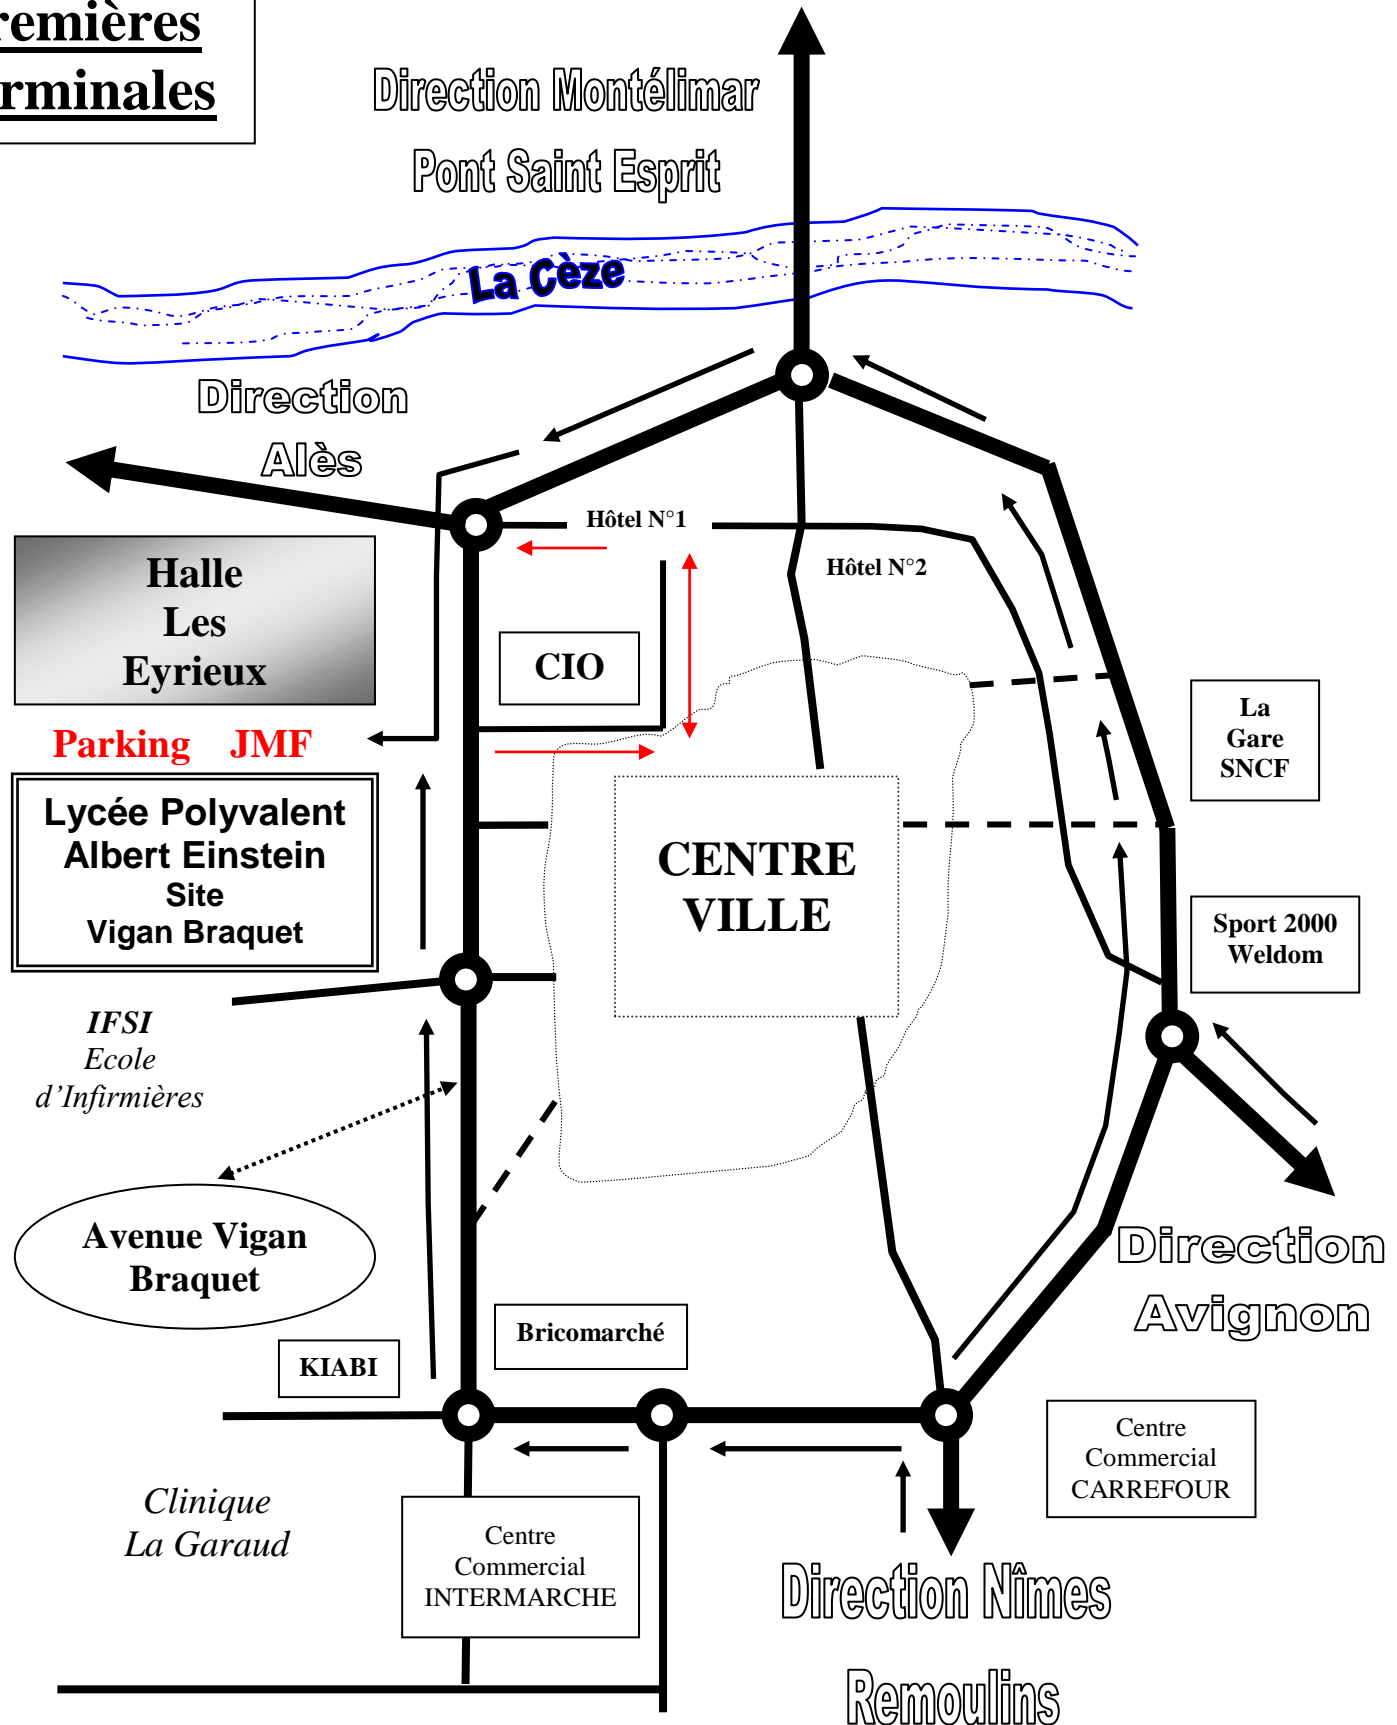 remières
rminales
Direction Montélimar
Pont Saint Esprit
La Cèze
Direction
Alès
Hôtel N°1
Hôtel N°2
Halle
Les
Eyrieux
CIO
Parking JMF
La
Gare
SNCF
Lycée Polyvalent
Albert Einstein
Site
Vigan Braquet
CENTRE
VILLE
Sport 2000
Weldom
IFSI
Ecole
d'Infirmières
Avenue Vigan
Braquet
Direction
Avignon
Bricomarché
KIABI
Centre
Commercial
CARREFOUR
Clinique
La Garaud
Centre
Commercial
INTERMARCHE
Direction Nîmes
Remoulins